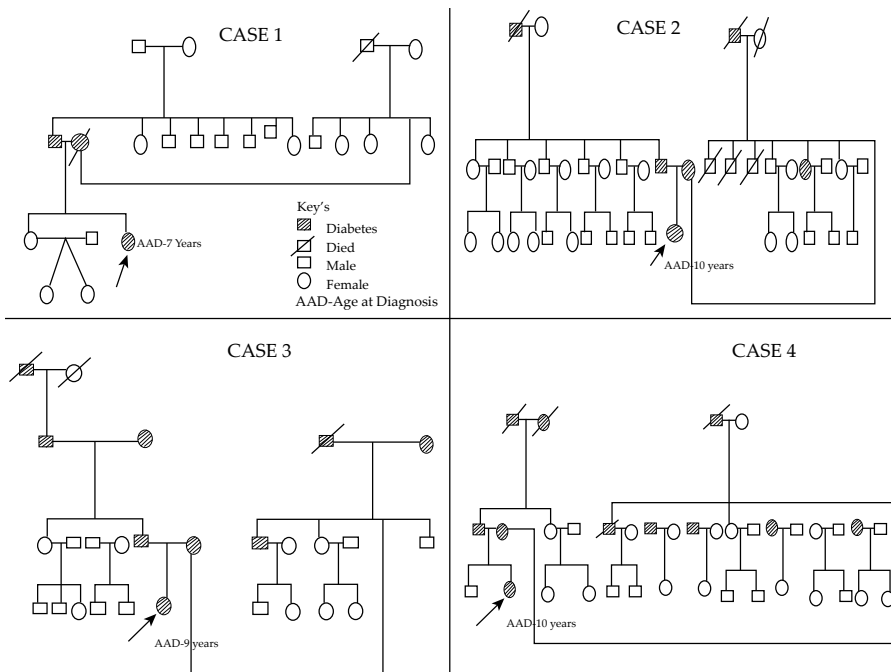 CASE 1
AAD-7 Years
Key's
Diabetes
Died
Male
Female
AAD-Age at Diagnosis
CASE 2
AAD-10 years
CASE 3
AAD-9 years
CASE 4
AAD-10 years